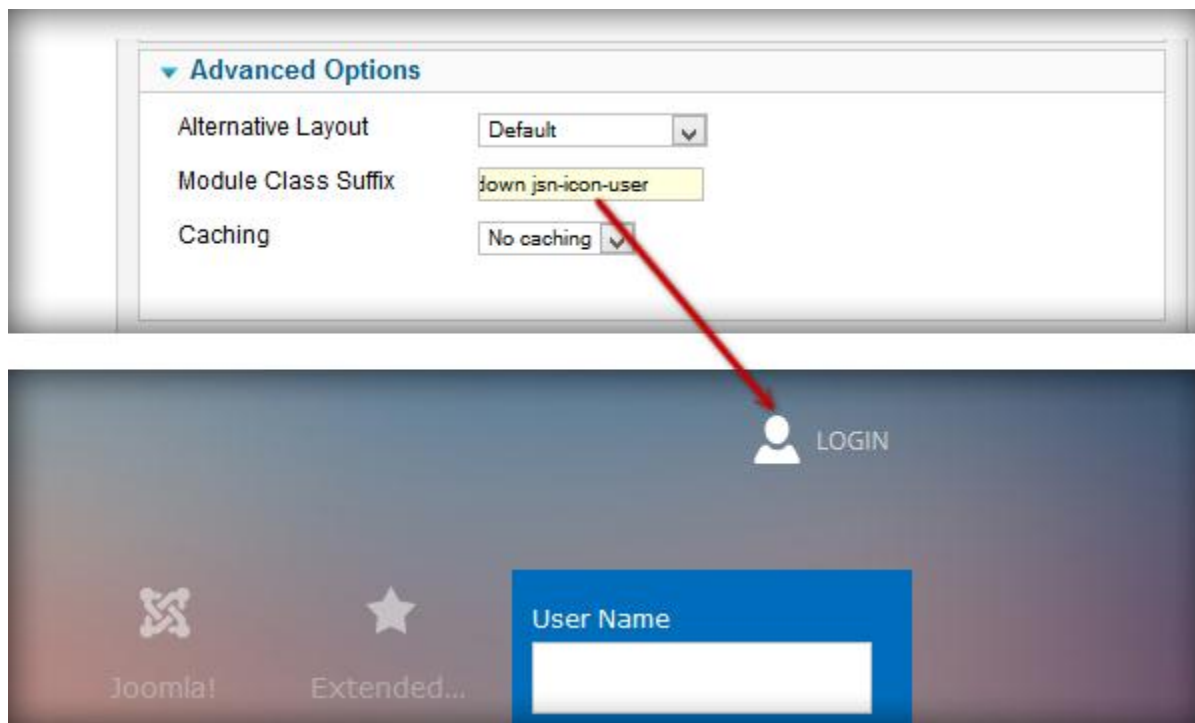 Advanced Options
Alternative Layout Default
Module Class Suffix down jsn-icon-user
Caching No caching
LOGIN
Joomla! Extended...
User Name